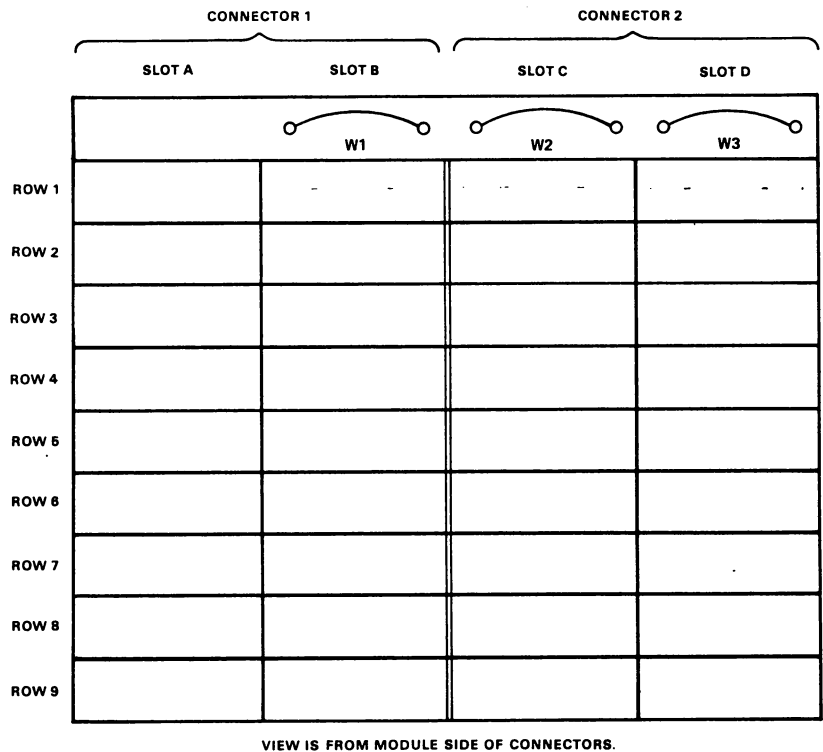 CONNECTOR 1 CONNECTOR 2
SLOT A SLOT B SLOT C SLOT D
W1 W2 W3
ROW 1
ROW 2
ROW 3
ROW 4
ROW 5
ROW 6
ROW 7
ROW 8
ROW 9
VIEW IS FROM MODULE SIDE OF CONNECTORS.